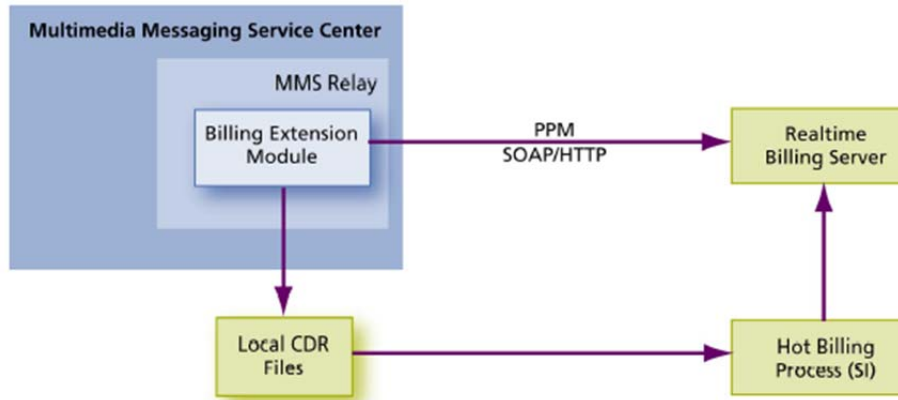 Multimedia Messaging Service Center
MMS Relay
Billing Extension
Module
PPM
SOAP/HTTP
Realtime
Billing Server
Local CDR
Files
Hot Billing
Process (SI)